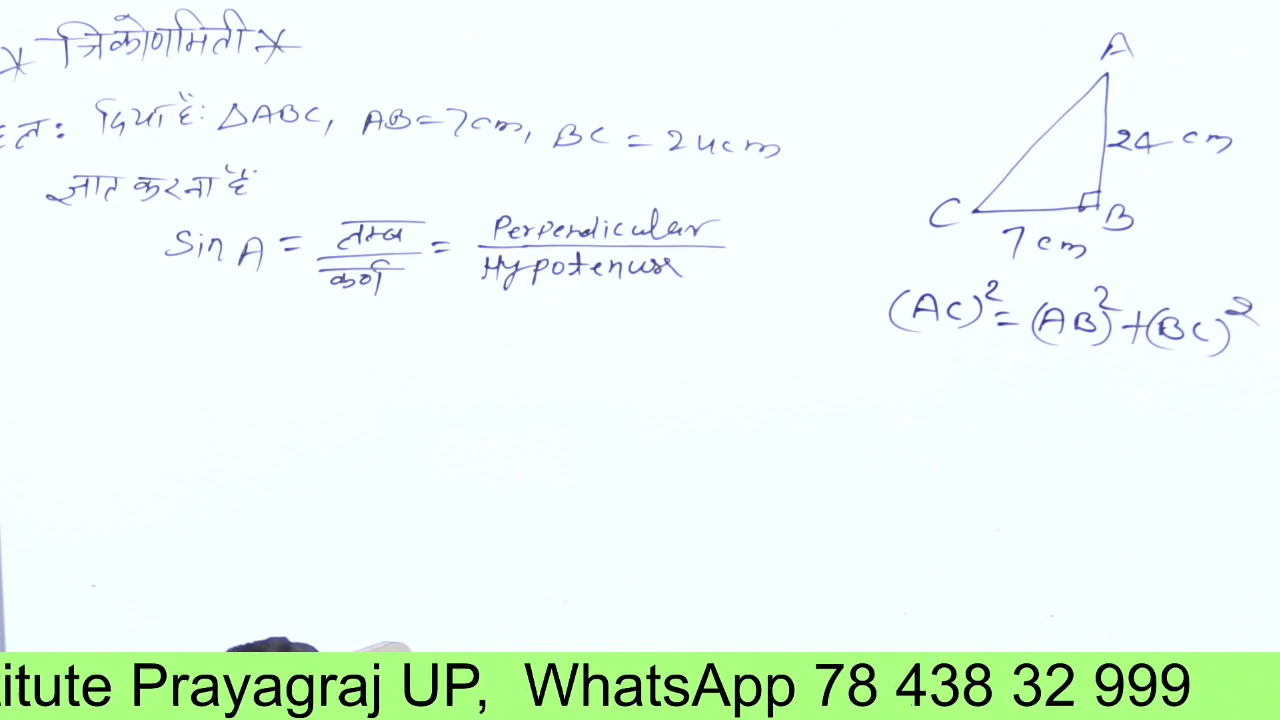 * त्रिकोणमिती *
हल: दिया है: △ABC, AB=7cm, BC=24cm
ज्ञात करना है
Sin A = लम्ब / कर्ण = Perpendicular / Hypotenuse
A
24 cm
C
B
7 cm
(AC)² = (AB)² + (BC)²
titute Prayagraj UP, WhatsApp 78 438 32 999